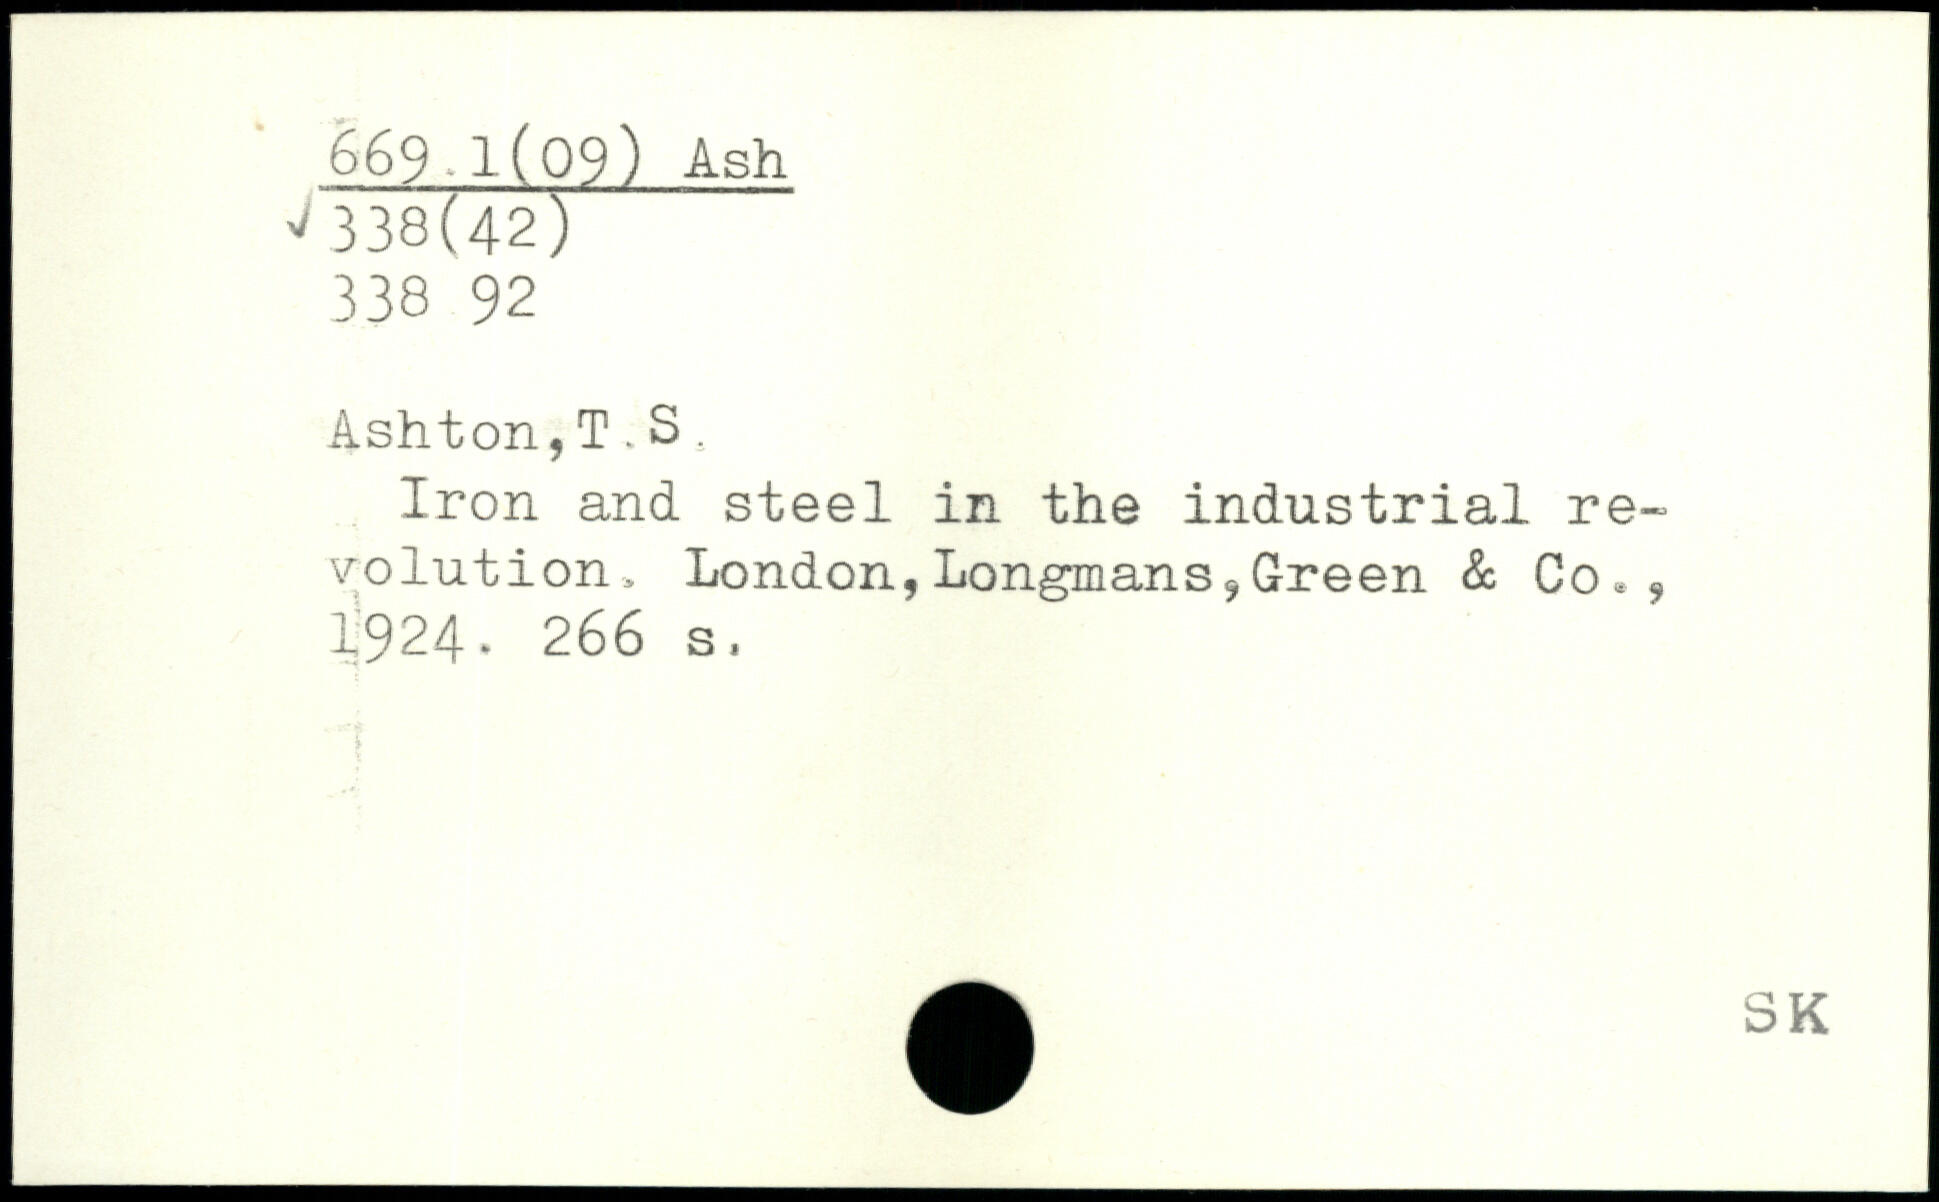 669.1(09) Ash
✓338(42)
338.92
Ashton,T.S.
Iron and steel in the industrial re-
volution. London,Longmans,Green & Co.,
1924. 266 s.
SK